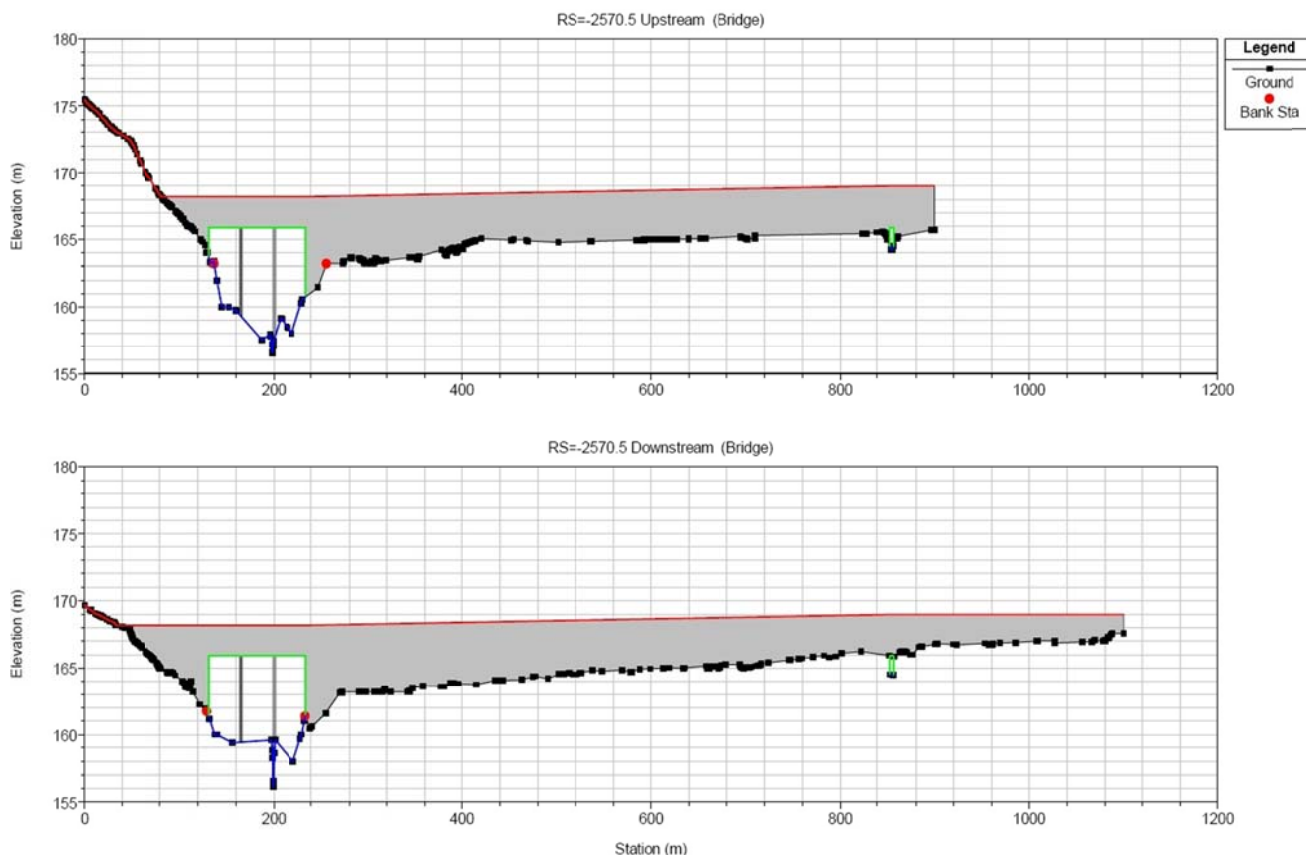 RS=-2570.5 Upstream (Bridge)
Legend
Ground
Bank Sta
Elevation (m)
180
175
170
165
160
155
0 200 400 600 800 1000 1200
RS=-2570.5 Downstream (Bridge)
Elevation (m)
180
175
170
165
160
155
0 200 400 600 800 1000 1200
Station (m)